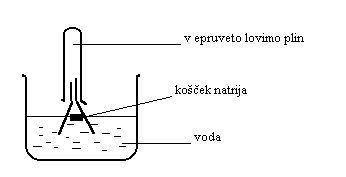 v epruveto lovimo plin
košček natrija
voda